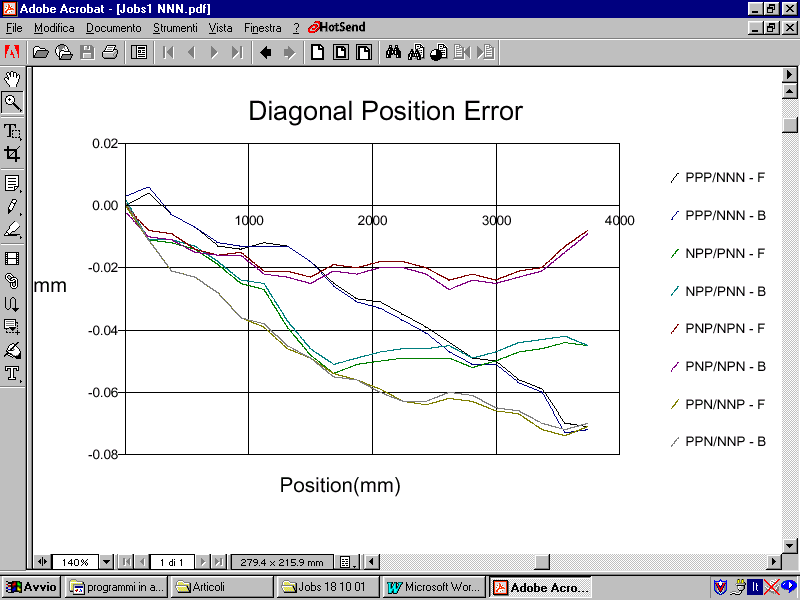 Adobe Acrobat - [Jobs1 NNN.pdf]
File Modifica Documento Strumenti Vista Finestra ? HotSend
Diagonal Position Error
0.02
0.00
1000 2000 3000 4000
-0.02
mm
-0.04
-0.06
-0.08
Position(mm)
PPP/NNN - F
PPP/NNN - B
NPP/PNN - F
NPP/PNN - B
PNP/NPN - F
PNP/NPN - B
PPN/NNP - F
PPN/NNP - B
140% 1 di 1 279.4 x 215.9 mm
Avvio programmi in a... Articoli Jobs 18 10 01 Microsoft Wor... Adobe Acro... It